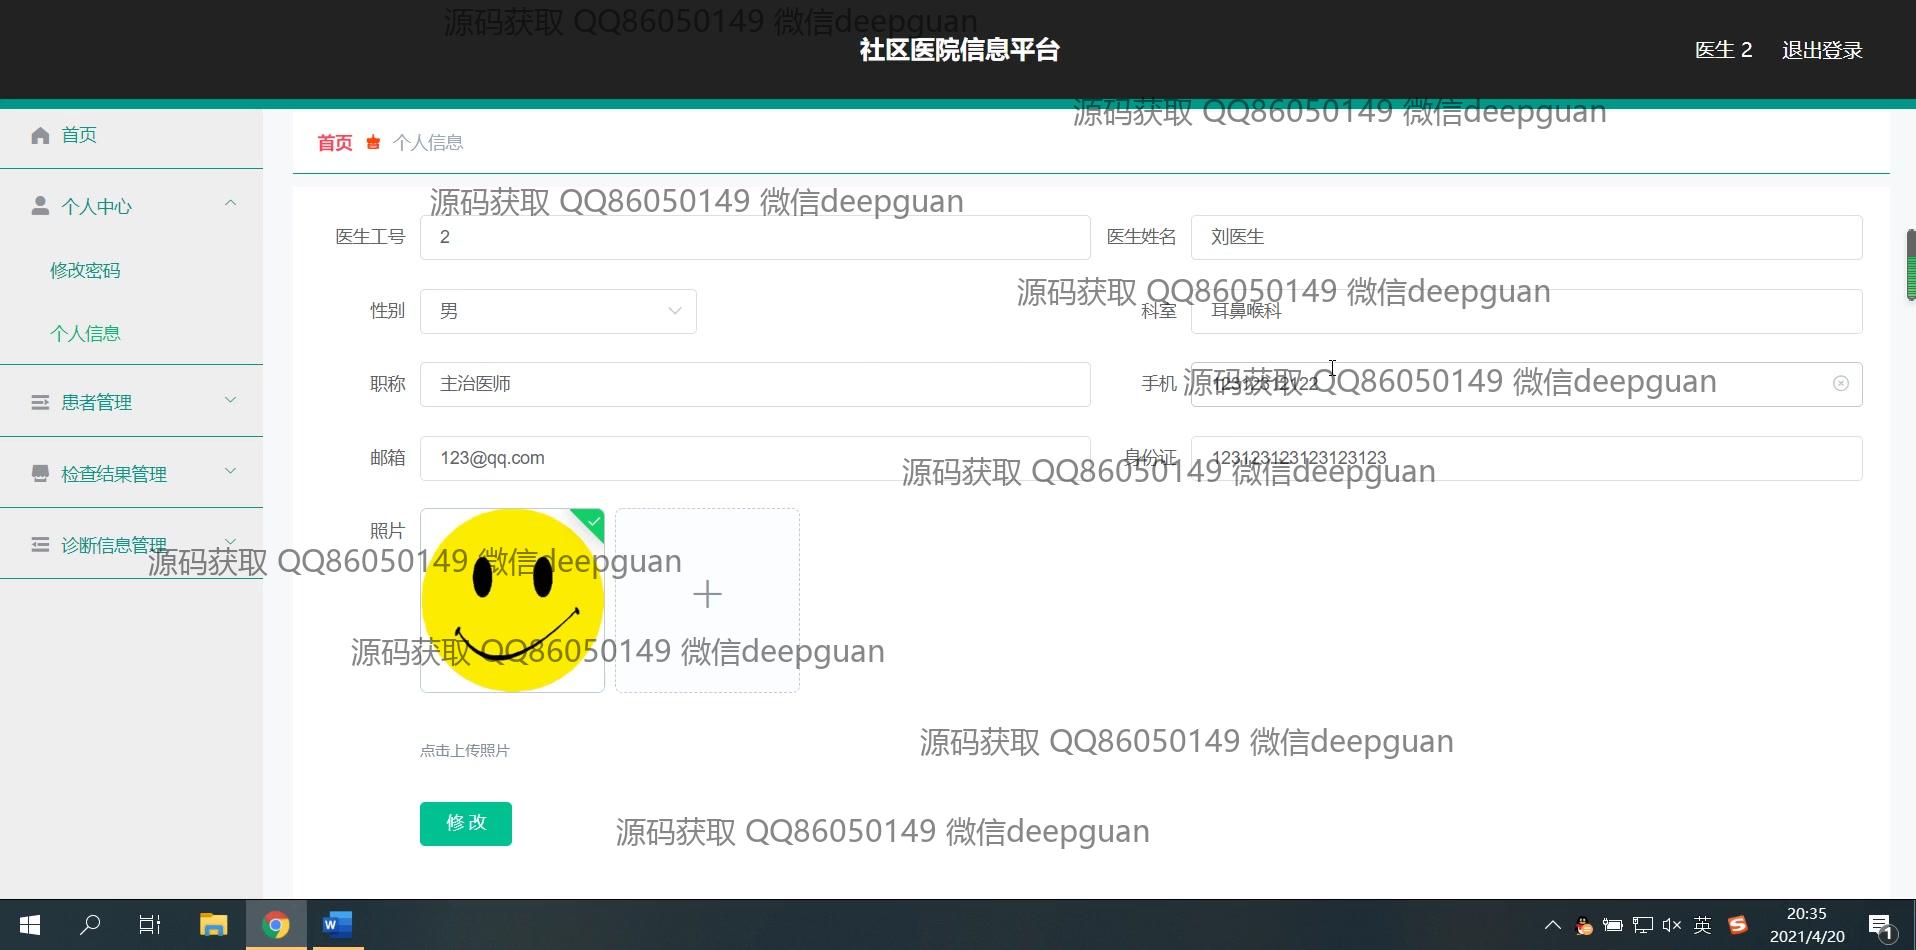 源码获取 QQ86050149 微信deepguan
社区医院信息平台
医生 2 退出登录
源码获取 QQ86050149 微信deepguan
首页
首页 个人信息
源码获取 QQ86050149 微信deepguan
个人中心
医生工号 2 医生姓名 刘医生
修改密码
源码获取 QQ86050149 微信deepguan
性别 男 科室 耳鼻喉科
个人信息
职称 主治医师 手机 12312312122
源码获取 QQ86050149 微信deepguan
患者管理
邮箱 123@qq.com 身份证 123123123123123123
源码获取 QQ86050149 微信deepguan
检查结果管理
照片
诊断信息管理
源码获取 QQ86050149 微信deepguan
源码获取 QQ86050149 微信deepguan
源码获取 QQ86050149 微信deepguan
点击上传照片
修改
源码获取 QQ86050149 微信deepguan
W
英
S
20:35
2021/4/20
1